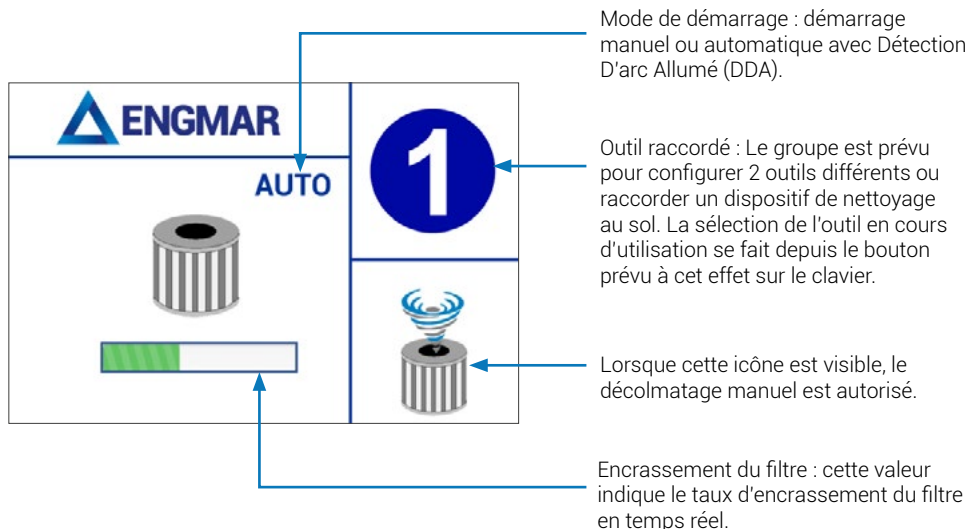 Mode de démarrage : démarrage
manuel ou automatique avec Détection
D'arc Allumé (DDA).
ENGMAR
AUTO
1
Outil raccordé : Le groupe est prévu
pour configurer 2 outils différents ou
raccorder un dispositif de nettoyage
au sol. La sélection de l'outil en cours
d'utilisation se fait depuis le bouton
prévu à cet effet sur le clavier.
Lorsque cette icône est visible, le
décolmatage manuel est autorisé.
Encrassement du filtre : cette valeur
indique le taux d'encrassement du filtre
en temps réel.